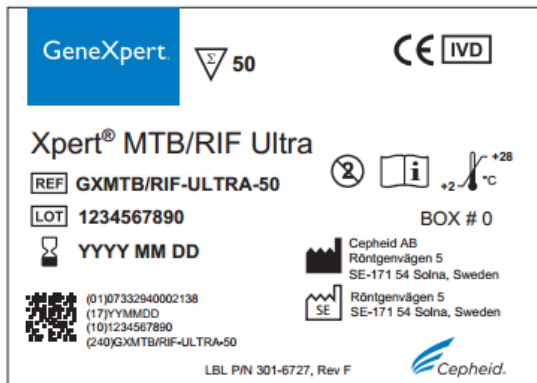 GeneXpert.
Σ 50
CE IVD
Xpert® MTB/RIF Ultra
REF GXMTB/RIF-ULTRA-50
LOT 1234567890
YYYY MM DD
2
i
+2 +28 °C
BOX # 0
Cepheid AB
Röntgenvägen 5
SE-171 54 Solna, Sweden
SE
Röntgenvägen 5
SE-171 54 Solna, Sweden
(01)07332940002138
(17)YYMMDD
(10)1234567890
(240)GXMTB/RIF-ULTRA-50
LBL P/N 301-6727, Rev F
Cepheid.